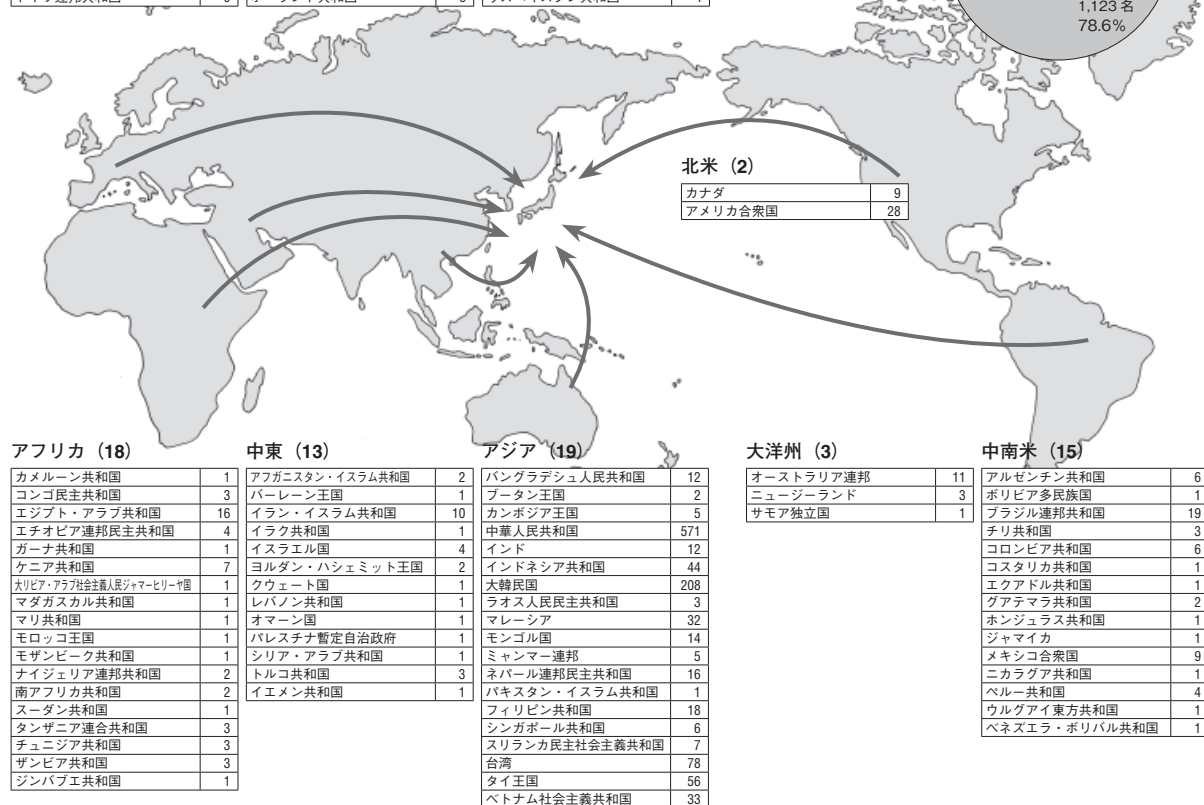 1,123 名
78.6%
北米（2）
カナダ 9
アメリカ合衆国 28
アフリカ（18）
カメルーン共和国 1
コンゴ民主共和国 3
エジプト・アラブ共和国 16
エチオピア連邦民主共和国 4
ガーナ共和国 1
ケニア共和国 7
大リビア・アラブ社会主義人民ジャマーヒリーヤ国 1
マダガスカル共和国 1
マリ共和国 1
モロッコ王国 1
モザンビーク共和国 1
ナイジェリア連邦共和国 2
南アフリカ共和国 2
スーダン共和国 1
タンザニア連合共和国 3
チュニジア共和国 3
ザンビア共和国 3
ジンバブエ共和国 1
中東（13）
アフガニスタン・イスラム共和国 2
バーレーン王国 1
イラン・イスラム共和国 10
イラク共和国 1
イスラエル国 4
ヨルダン・ハシェミット王国 2
クウェート国 1
レバノン共和国 1
オマーン国 1
パレスチナ暫定自治政府 1
シリア・アラブ共和国 1
トルコ共和国 3
イエメン共和国 1
アジア（19）
バングラデシュ人民共和国 12
ブータン王国 2
カンボジア王国 5
中華人民共和国 571
インド 12
インドネシア共和国 44
大韓民国 208
ラオス人民民主共和国 3
マレーシア 32
モンゴル国 14
ミャンマー連邦 5
ネパール連邦民主共和国 16
パキスタン・イスラム共和国 1
フィリピン共和国 18
シンガポール共和国 6
スリランカ民主社会主義共和国 7
台湾 78
タイ王国 56
ベトナム社会主義共和国 33
大洋州（3）
オーストラリア連邦 11
ニュージーランド 3
サモア独立国 1
中南米（15）
アルゼンチン共和国 6
ボリビア多民族国 1
ブラジル連邦共和国 19
チリ共和国 3
コロンビア共和国 6
コスタリカ共和国 1
エクアドル共和国 1
グアテマラ共和国 2
ホンジュラス共和国 1
ジャマイカ 1
メキシコ合衆国 9
ニカラグア共和国 1
ペルー共和国 4
ウルグアイ東方共和国 1
ベネズエラ・ボリバル共和国 1